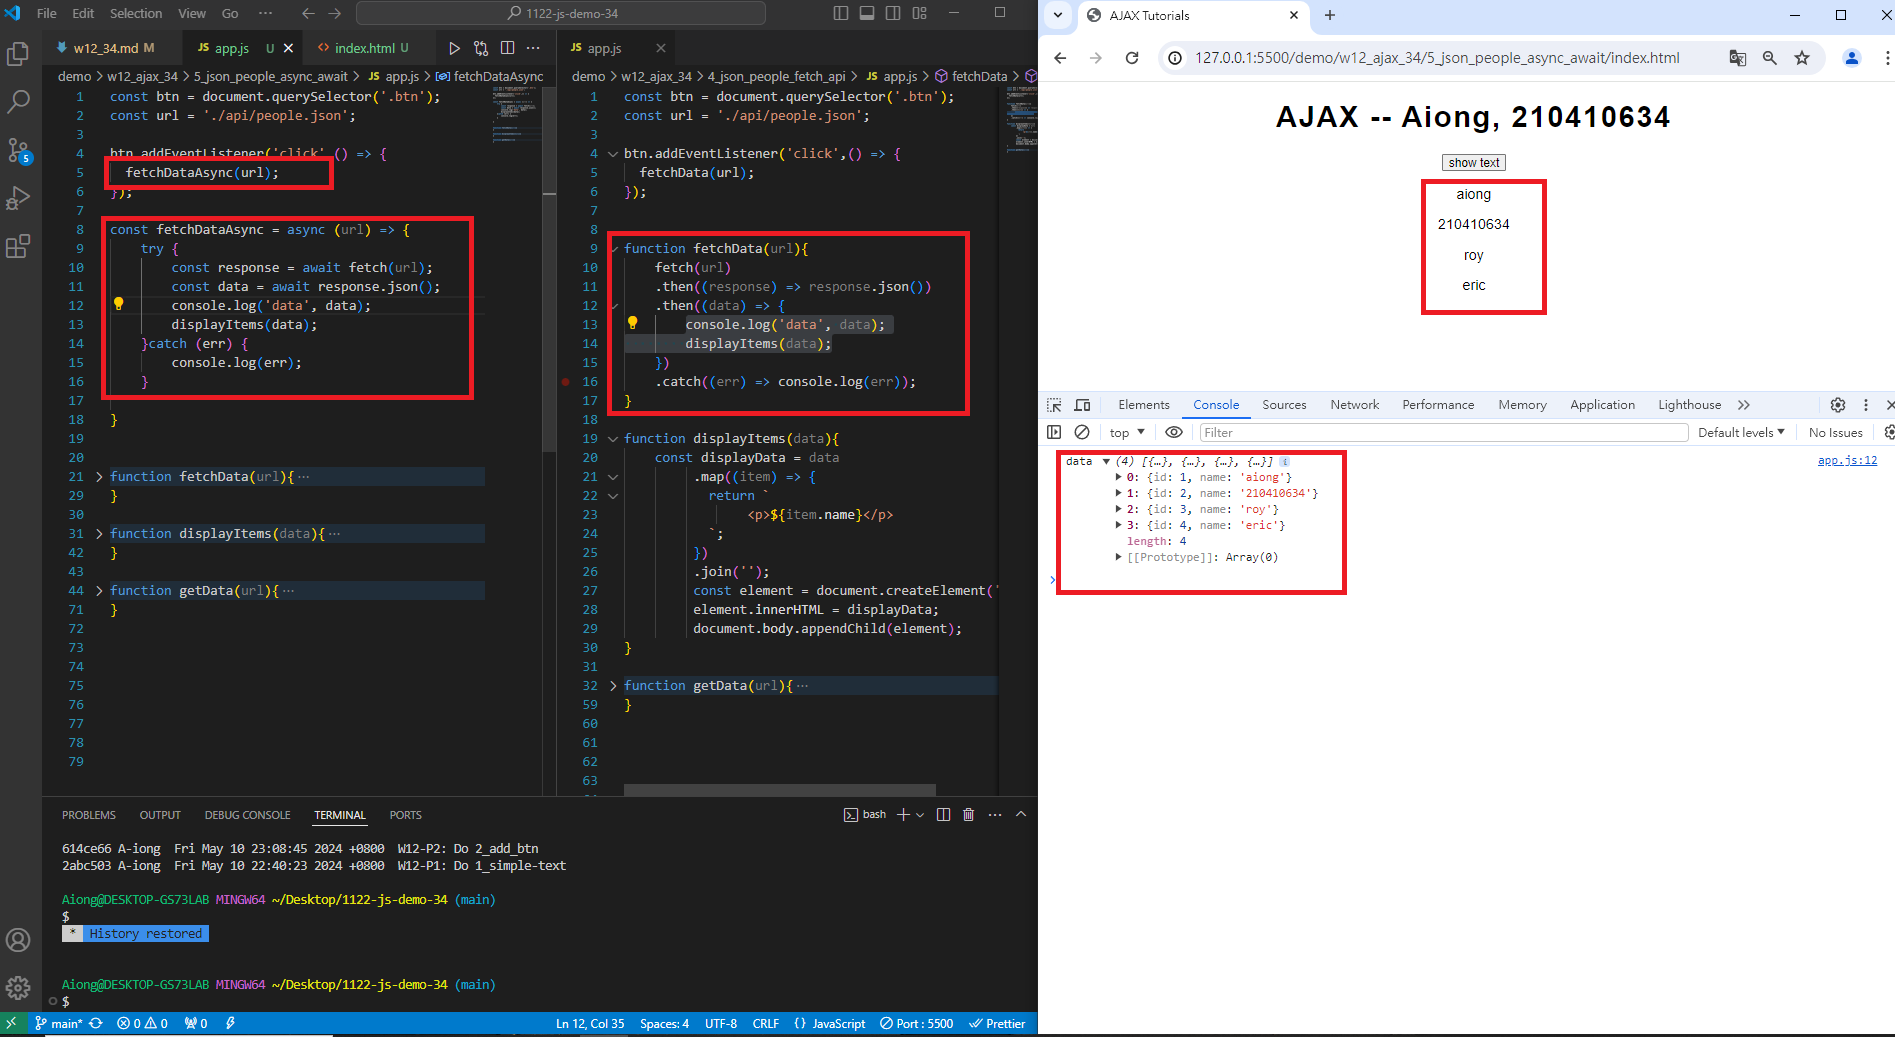 File Edit Selection View Go ··· 1122-js-demo-34
w12_34.md M JS app.js U index.html U
demo > w12_ajax_34 > 5_json_people_async_await > JS app.js > fetchDataAsync
1 const btn = document.querySelector('.btn');
2 const url = './api/people.json';
3
4 btn.addEventListener('click',() => {
5 fetchDataAsync(url);
6 });
7
8 const fetchDataAsync = async (url) => {
9 try {
10 const response = await fetch(url);
11 const data = await response.json();
12 console.log('data', data);
13 displayItems(data);
14 }catch (err) {
15 console.log(err);
16 }
17
18 }
19
20
21 function fetchData(url){ ···
29 }
30
31 function displayItems(data){ ···
42 }
43
44 function getData(url){ ···
71 }
72
73
74
75
76
77
78
79
JS app.js
demo > w12_ajax_34 > 4_json_people_fetch_api > JS app.js > fetchData >
1 const btn = document.querySelector('.btn');
2 const url = './api/people.json';
3
4 btn.addEventListener('click',() => {
5 fetchData(url);
6 });
7
8
9 function fetchData(url){
10 fetch(url)
11 .then((response) => response.json())
12 .then((data) => {
13 console.log('data', data);
14 displayItems(data);
15 })
16 .catch((err) => console.log(err));
17 }
18
19 function displayItems(data){
20 const displayData = data
21 .map((item) => {
22 return `
23 <p>${item.name}</p>
24 `;
25 })
26 .join('');
27 const element = document.createElement('
28 element.innerHTML = displayData;
29 document.body.appendChild(element);
30 }
31
32 function getData(url){ ···
59 }
60
61
62
63
PROBLEMS OUTPUT DEBUG CONSOLE TERMINAL PORTS bash
614ce66 A-iong Fri May 10 23:08:45 2024 +0800 W12-P2: Do 2_add_btn
2abc503 A-iong Fri May 10 22:40:23 2024 +0800 W12-P1: Do 1_simple-text
Aiong@DESKTOP-GS73LAB MINGW64 ~/Desktop/1122-js-demo-34 (main)
$
* History restored
Aiong@DESKTOP-GS73LAB MINGW64 ~/Desktop/1122-js-demo-34 (main)
$
main* 0 0 0 Ln 12, Col 35 Spaces: 4 UTF-8 CRLF {} JavaScript Port : 5500 Prettier
5
AJAX Tutorials
127.0.0.1:5500/demo/w12_ajax_34/5_json_people_async_await/index.html
AJAX -- Aiong, 210410634
show text
aiong
210410634
roy
eric
Elements Console Sources Network Performance Memory Application Lighthouse
top Filter Default levels No Issues
data (4) [{…}, {…}, {…}, {…}] i app.js:12
0: {id: 1, name: 'aiong'}
1: {id: 2, name: '210410634'}
2: {id: 3, name: 'roy'}
3: {id: 4, name: 'eric'}
length: 4
[[Prototype]]: Array(0)